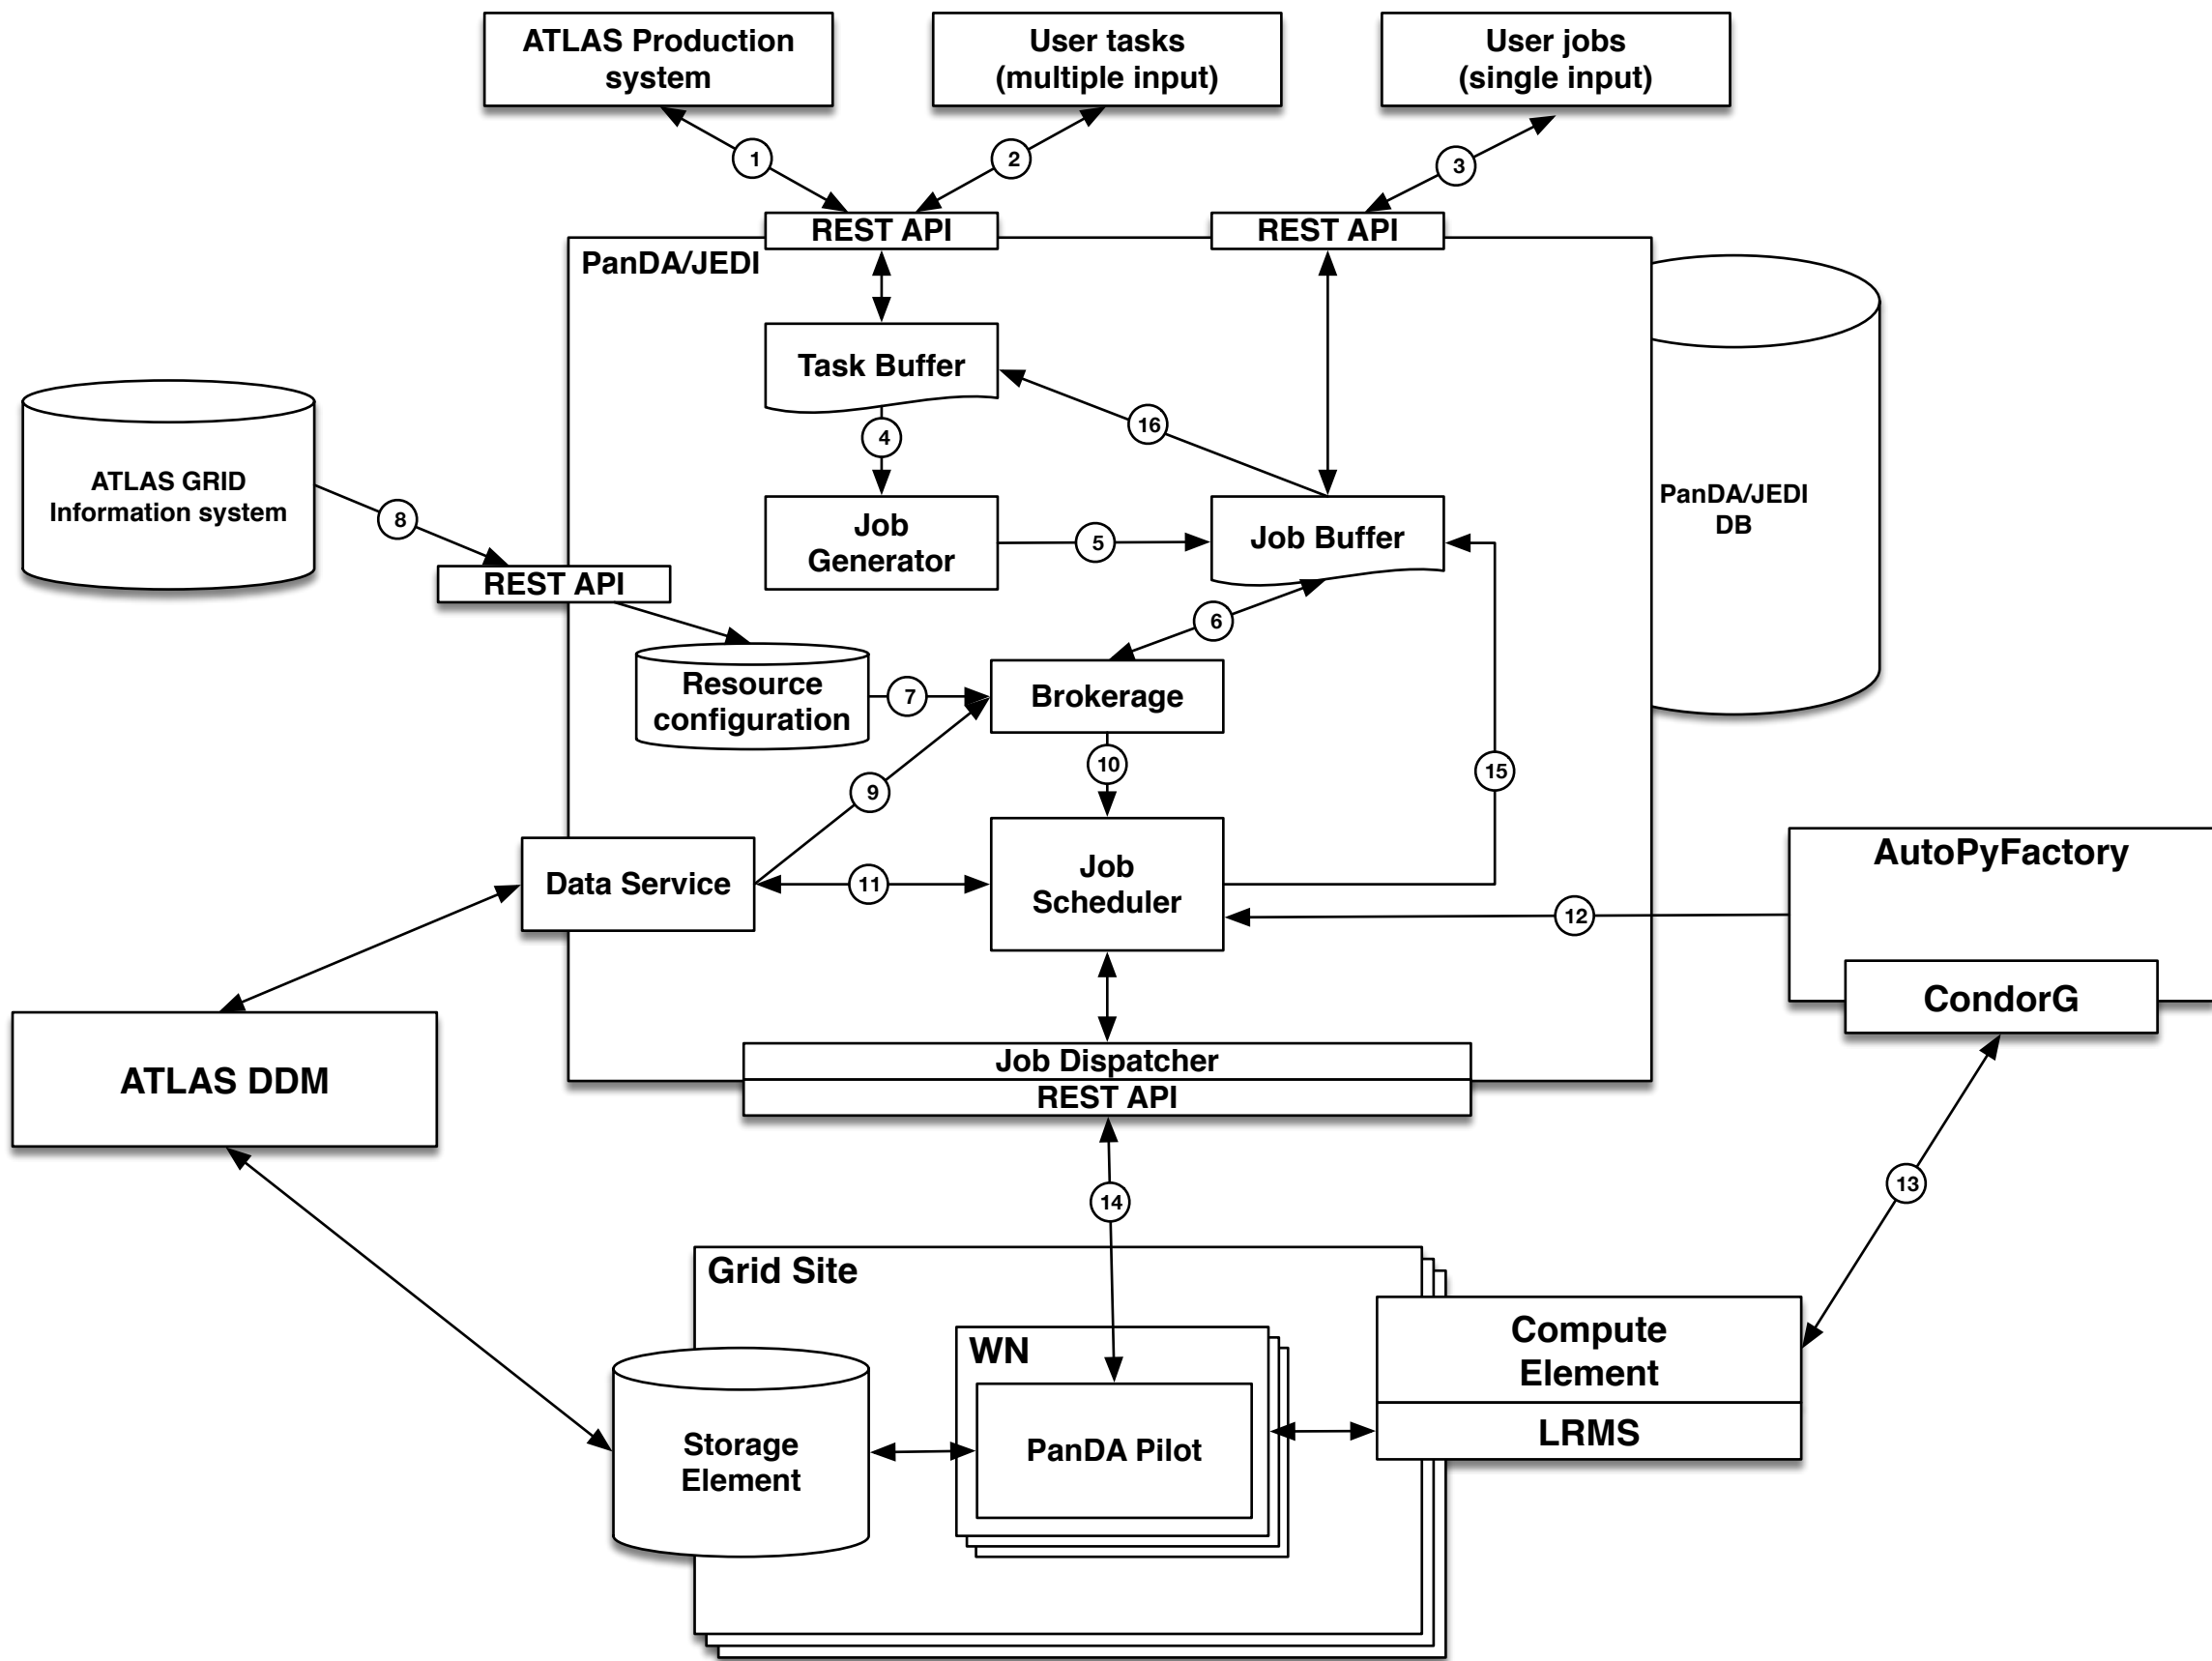 ATLAS Production
system
User tasks
(multiple input)
User jobs
(single input)
1
2
3
REST API
REST API
PanDA/JEDI
Task Buffer
16
4
ATLAS GRID
Information system
8
Job
Generator
5
Job Buffer
PanDA/JEDI
DB
REST API
6
Resource
configuration
7
Brokerage
10
15
9
Data Service
11
Job
Scheduler
12
AutoPyFactory
CondorG
ATLAS DDM
Job Dispatcher
REST API
14
13
Grid Site
WN
Compute
Element
LRMS
Storage
Element
PanDA Pilot